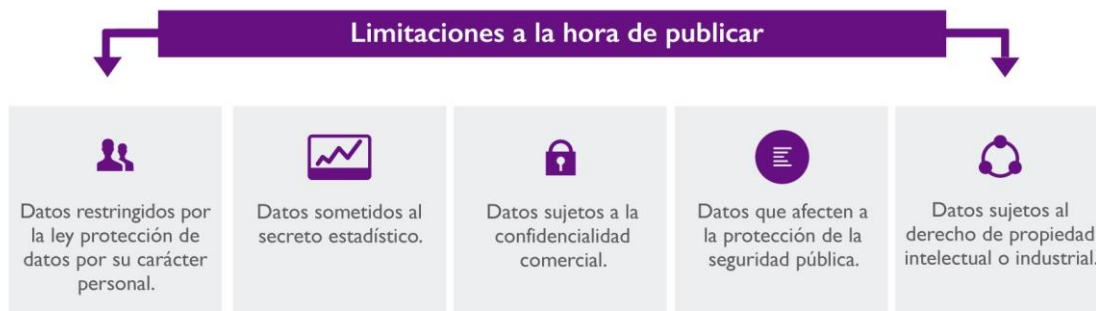 Limitaciones a la hora de publicar
Datos restringidos por
la ley protección de
datos por su carácter
personal.
Datos sometidos al
secreto estadístico.
Datos sujetos a la
confidencialidad
comercial.
Datos que afecten a
la protección de la
seguridad pública.
Datos sujetos al
derecho de propiedad
intelectual o industrial.